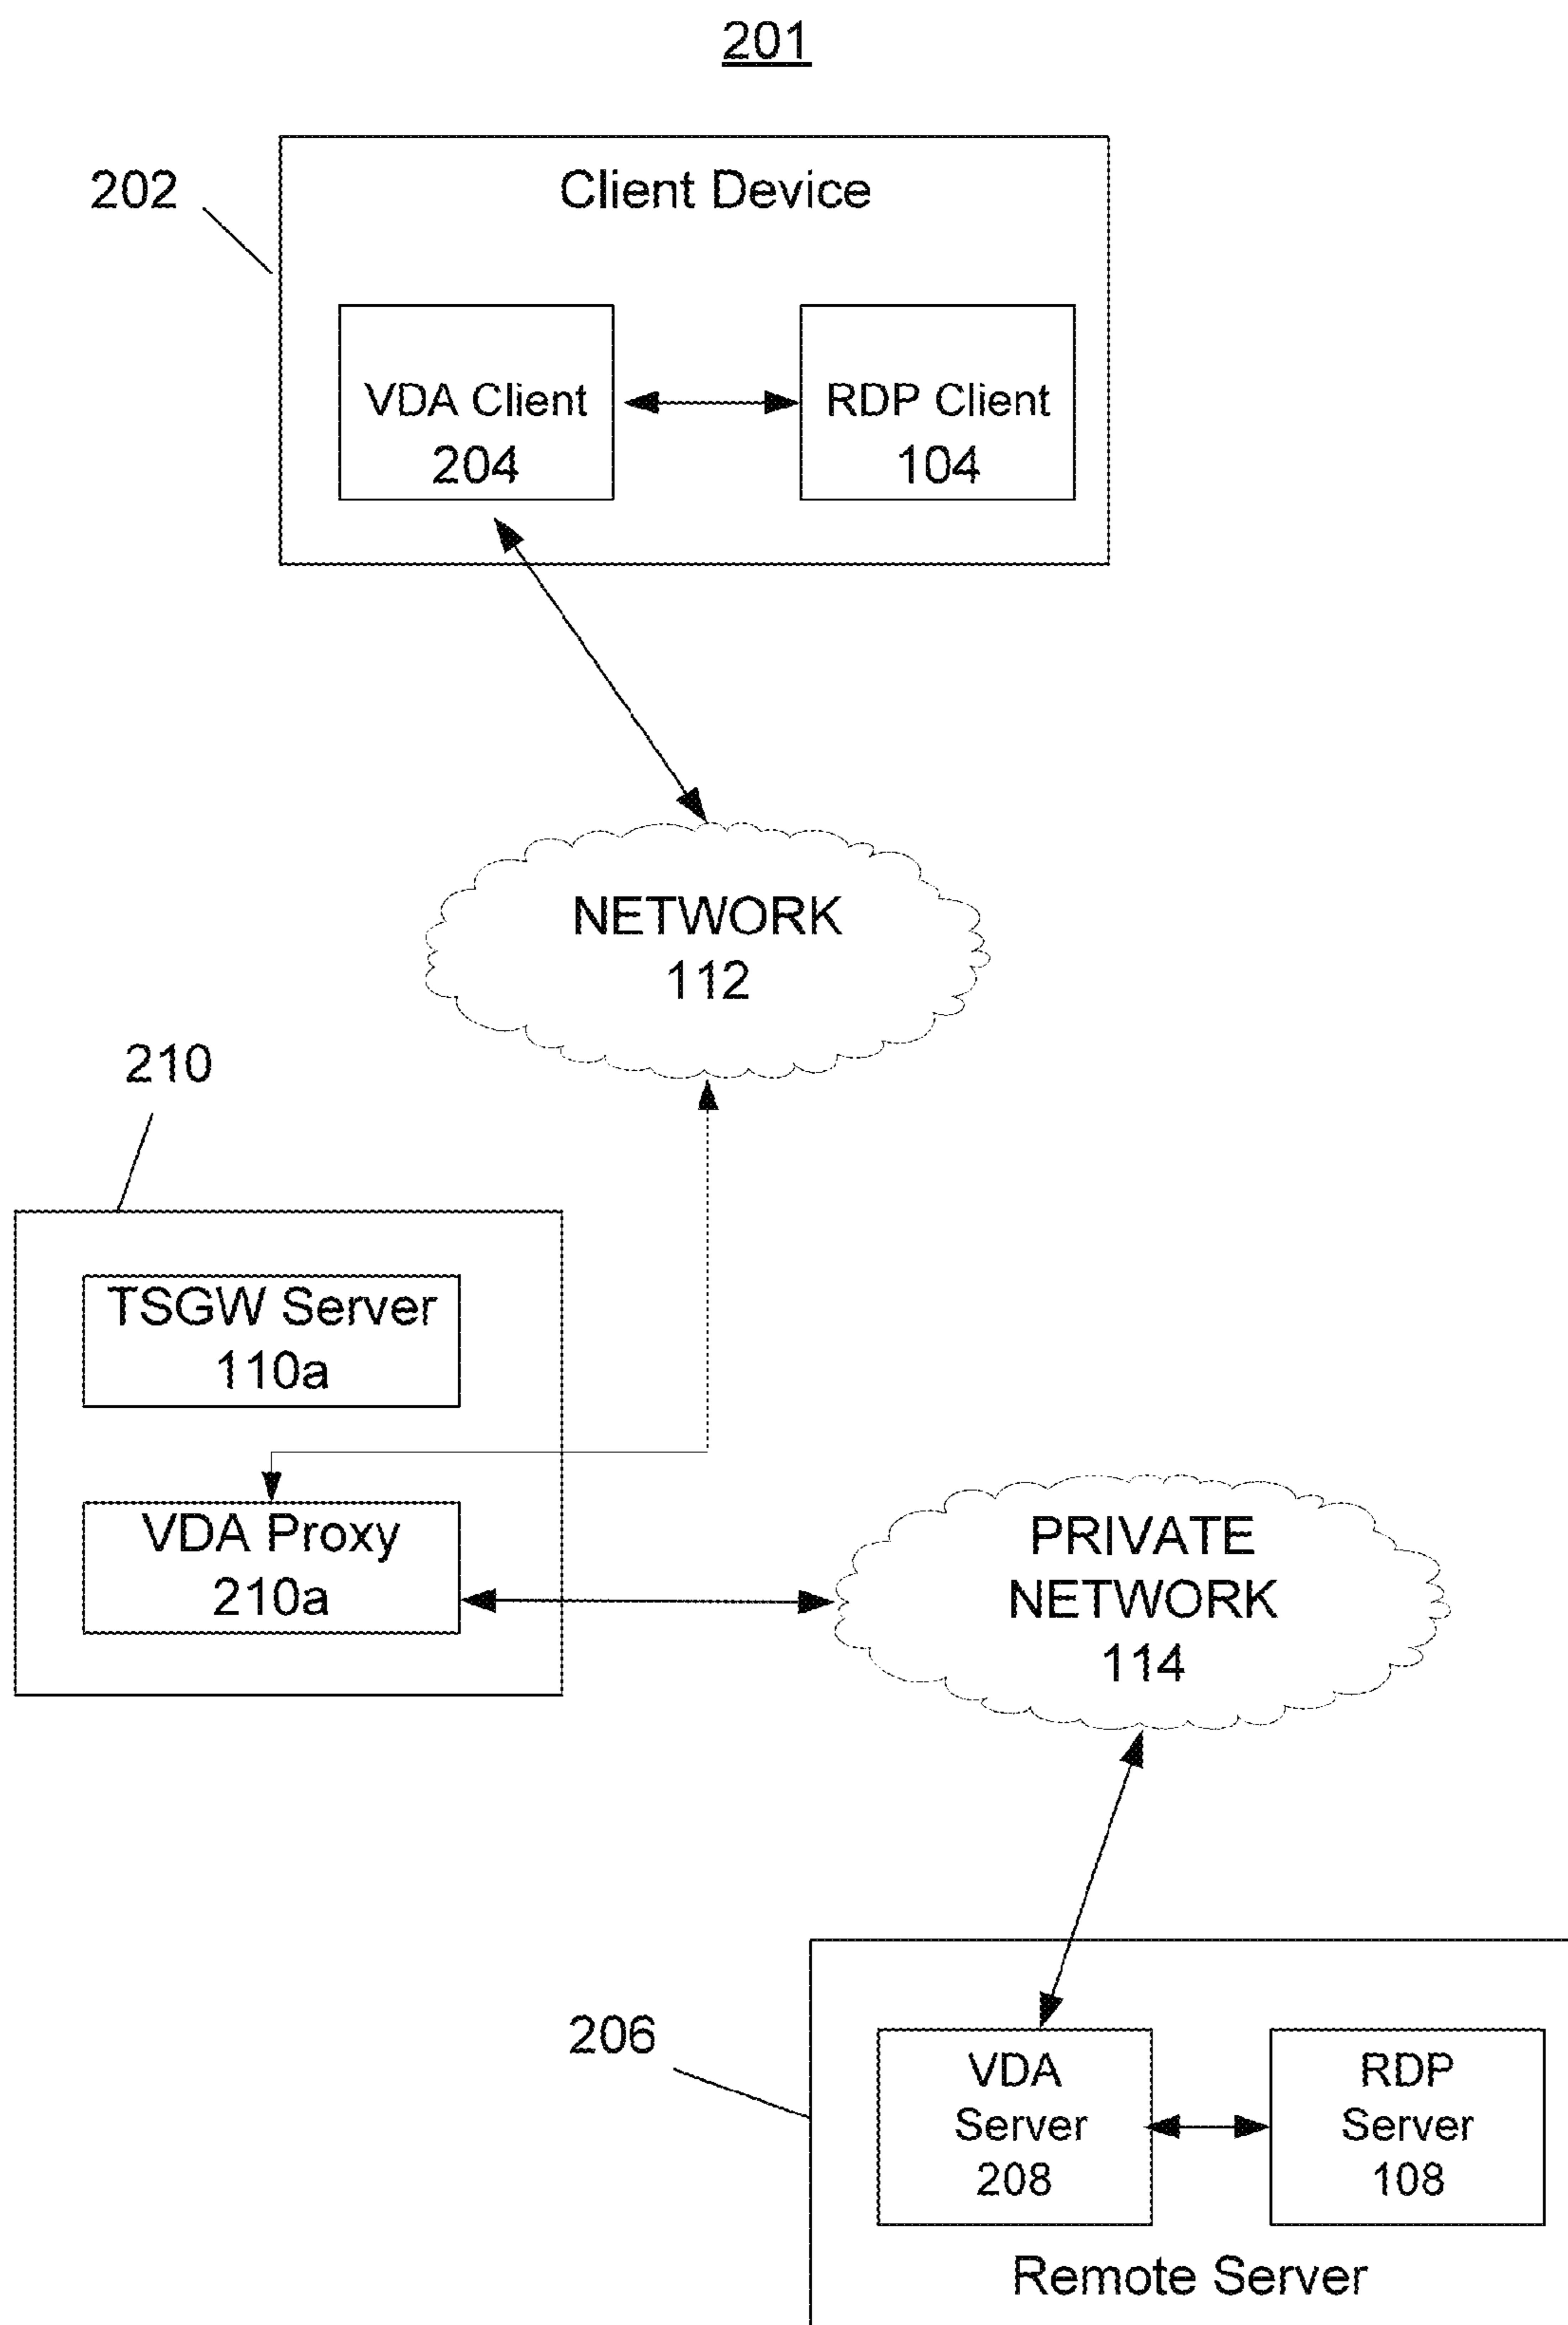 201
202
Client Device
VDA Client
204
RDP Client
104
NETWORK
112
210
TSGW Server
110a
VDA Proxy
210a
PRIVATE
NETWORK
114
206
VDA
Server
208
RDP
Server
108
Remote Server